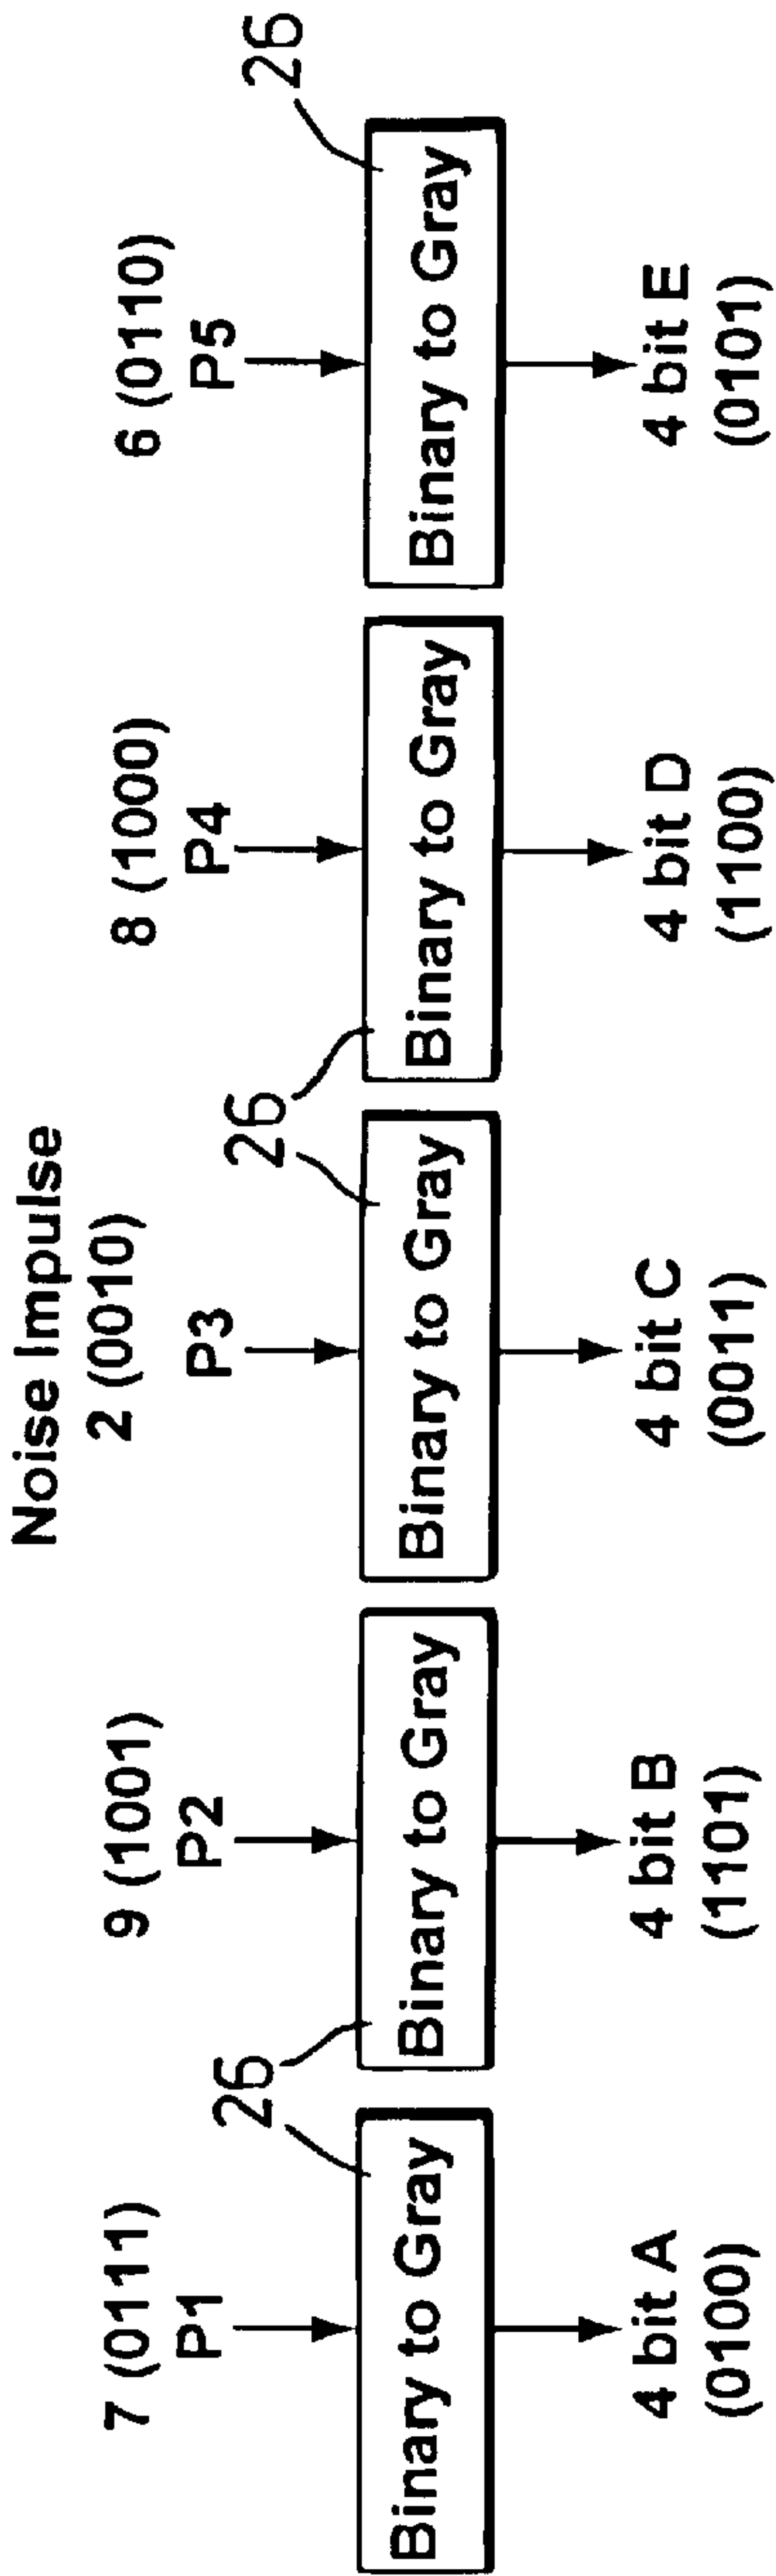 Noise Impulse
7 (0111)
P1
9 (1001)
P2
2 (0010)
P3
8 (1000)
P4
6 (0110)
P5
26
26
26
Binary to Gray
Binary to Gray
Binary to Gray
Binary to Gray
Binary to Gray
4 bit A
(0100)
4 bit B
(1101)
4 bit C
(0011)
4 bit D
(1100)
4 bit E
(0101)